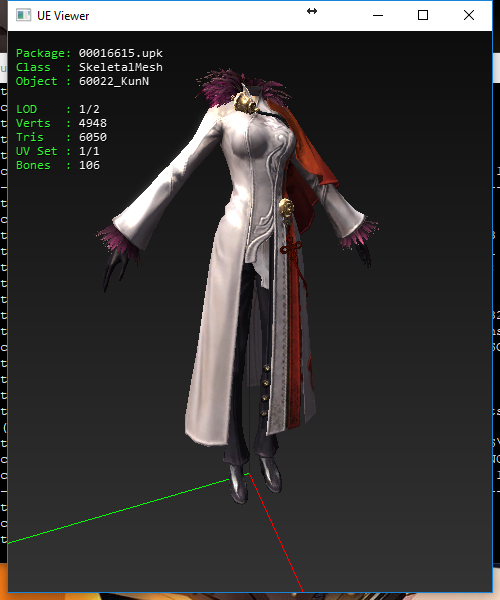 UE Viewer
Package: 00016615.upk
Class : SkeletalMesh
Object : 60022_KunN
LOD : 1/2
Verts : 4948
Tris : 6050
UV Set : 1/1
Bones : 106